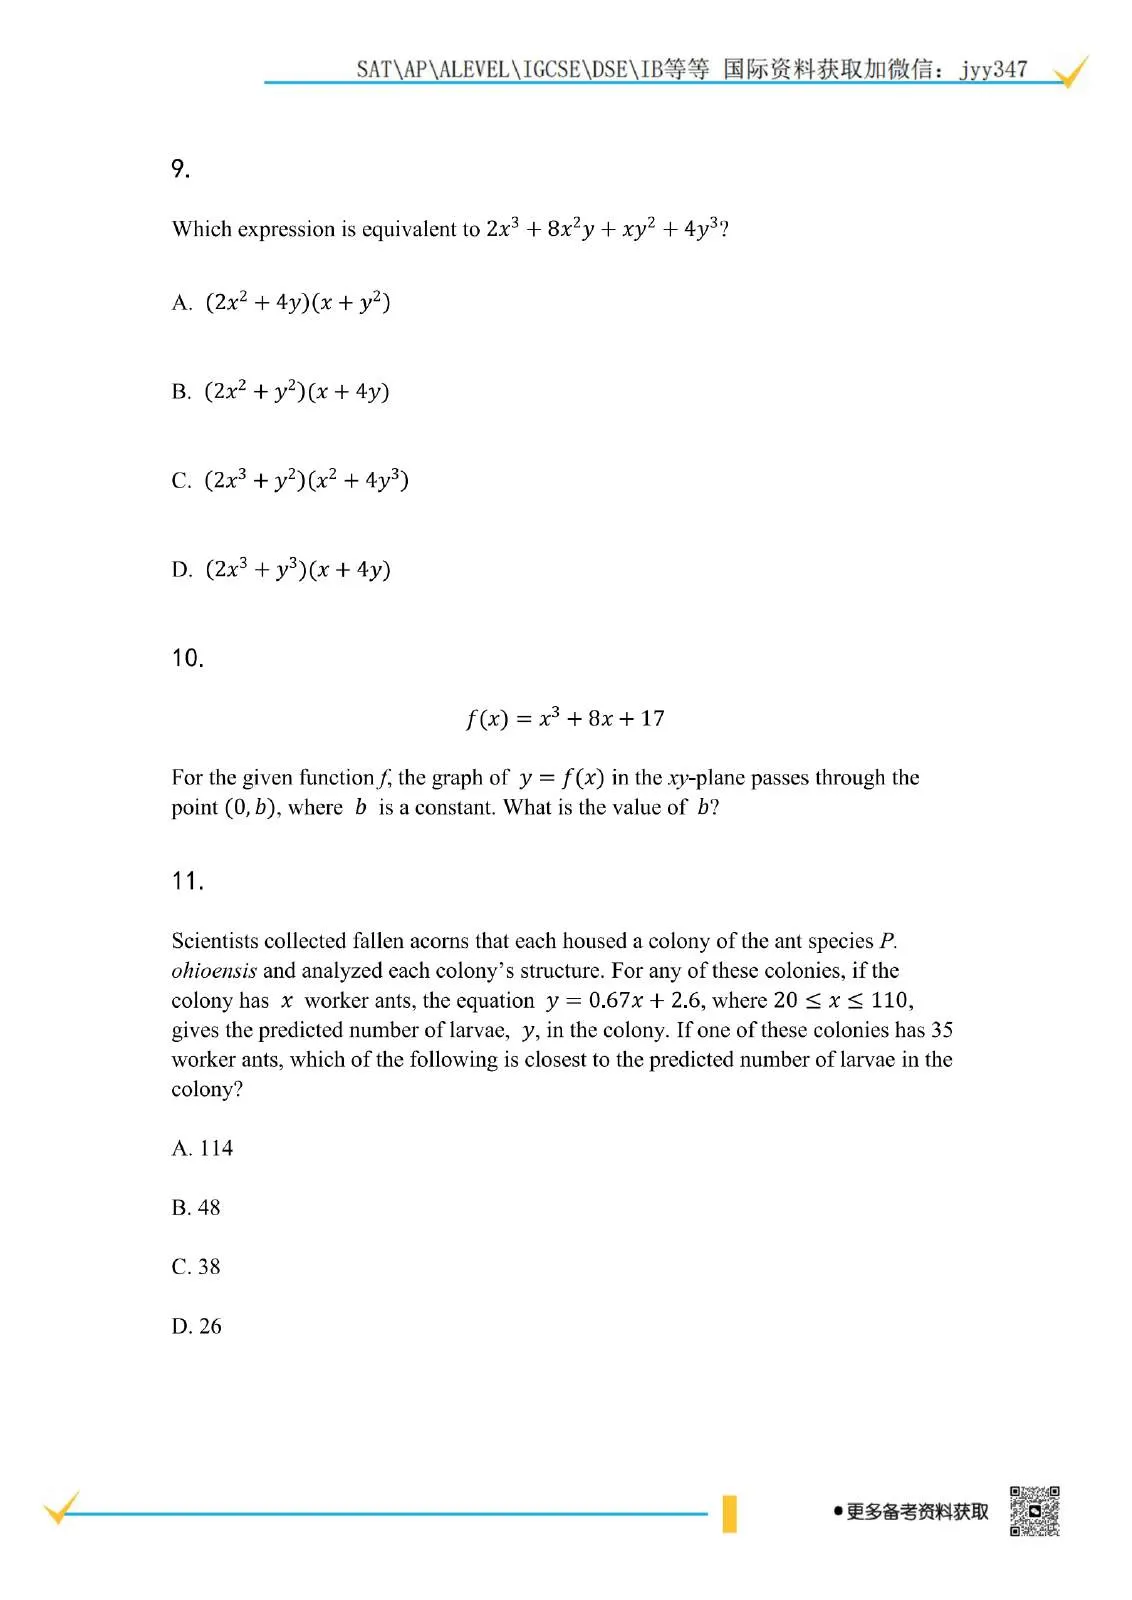 SAT\AP\ALEVEL\IGCSE\DSE\IB等等 国际资料获取加微信：jyy347
9.
Which expression is equivalent to 2x³ + 8x²y + xy² + 4y³?
A. (2x² + 4y)(x + y²)
B. (2x² + y²)(x + 4y)
C. (2x³ + y²)(x² + 4y³)
D. (2x³ + y³)(x + 4y)
10.
f(x) = x³ + 8x + 17
For the given function f, the graph of y = f(x) in the xy-plane passes through the
point (0, b), where b is a constant. What is the value of b?
11.
Scientists collected fallen acorns that each housed a colony of the ant species P.
ohioensis and analyzed each colony's structure. For any of these colonies, if the
colony has x worker ants, the equation y = 0.67x + 2.6, where 20 ≤ x ≤ 110,
gives the predicted number of larvae, y, in the colony. If one of these colonies has 35
worker ants, which of the following is closest to the predicted number of larvae in the
colony?
A. 114
B. 48
C. 38
D. 26
•更多备考资料获取